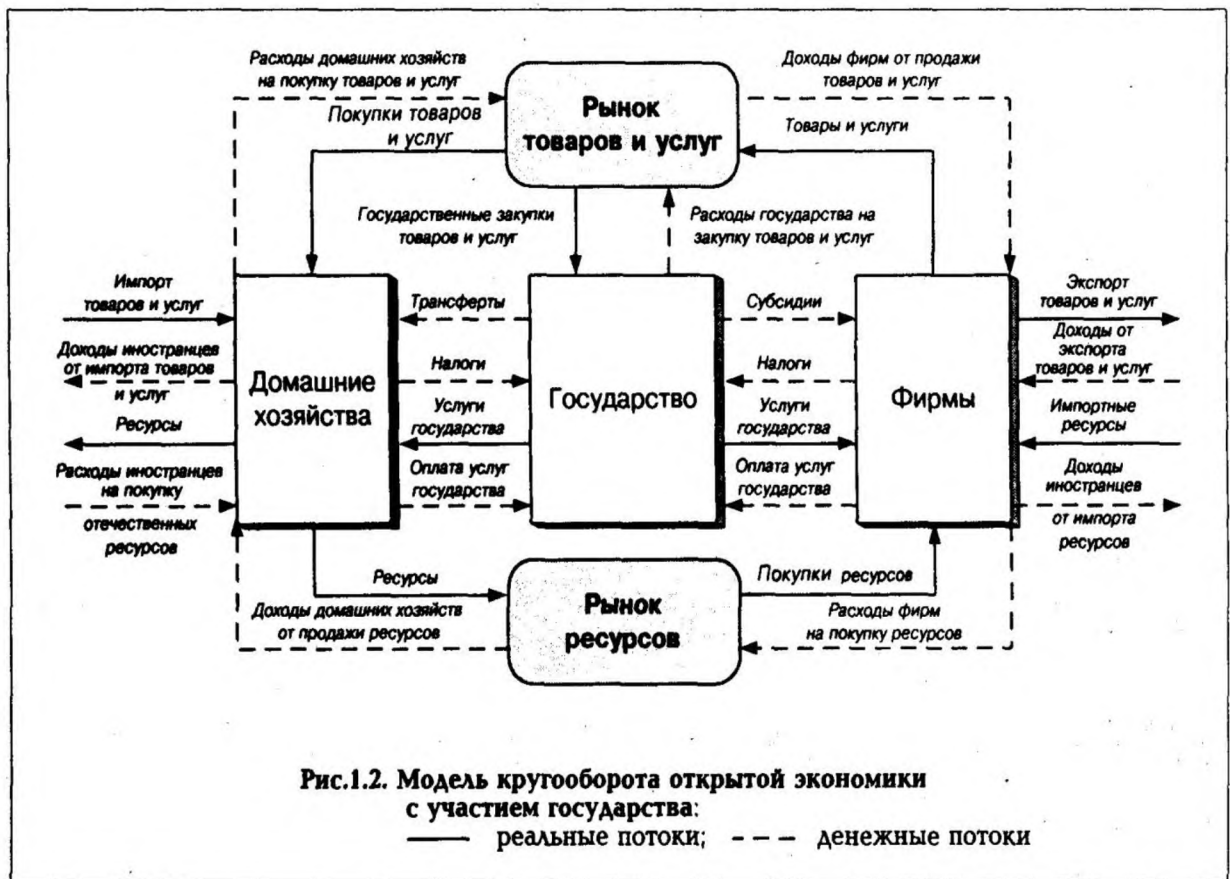 Расходы домашних хозяйств
на покупку товаров и услуг
Рынок
товаров и услуг
Доходы фирм от продажи
товаров и услуг
Покупки товаров
и услуг
Товары и услуги
Государственные закупки
товаров и услуг
Расходы государства на
закупку товаров и услуг
Импорт
товаров и услуг
Доходы иностранцев
от импорта товаров
и услуг
Ресурсы
Расходы иностранцев
на покупку
отечественных
ресурсов
Домашние
хозяйства
Трансферты
Налоги
Услуги
государства
Оплата услуг
государства
Государство
Субсидии
Налоги
Услуги
государства
Оплата услуг
государства
Фирмы
Экспорт
товаров и услуг
Доходы от
экспорта
товаров и услуг
Импортные
ресурсы
Доходы
иностранцев
от импорта
ресурсов
Ресурсы
Доходы домашних хозяйств
от продажи ресурсов
Рынок
ресурсов
Покупки ресурсов
Расходы фирм
на покупку ресурсов
Рис.1.2. Модель кругооборота открытой экономики
с участием государства:
реальные потоки; денежные потоки